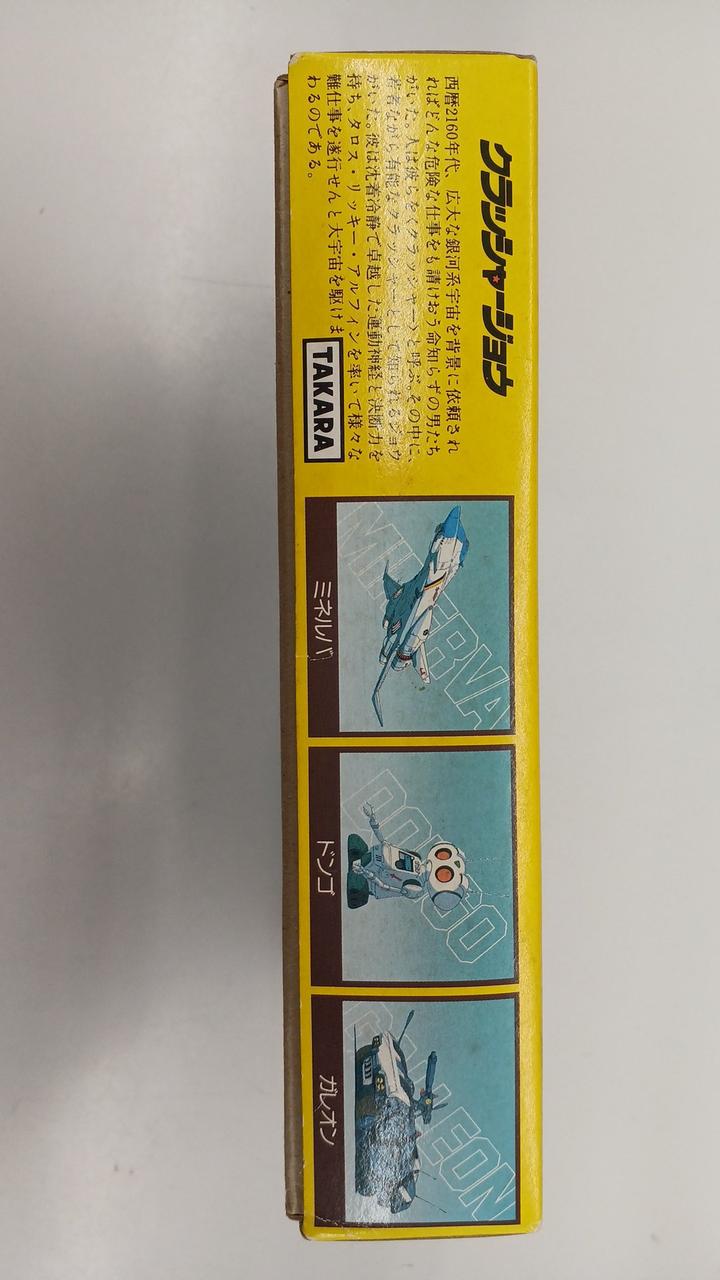 クラッシャージョウ
西暦2160年代、広大な銀河系宇宙を背景に依頼され
ればどんな危険な仕事をも請けおう命知らずの男たち
がいた。人は彼らを〈クラッシャー〉と呼ぶ。その中に、
若者ながら有能なクラッシャーとして知られるジョウ
がいた。彼は沈着冷静で卓越した運動神経と決断力を
持ち、タロス・リッキー・アルフィンを率いて様々な
難仕事を遂行せんと大宇宙を駆けま
わるのである。
TAKARA
MINERVA
ミネルバ
DONGO
ドンゴ
GALLEON
ガレオン